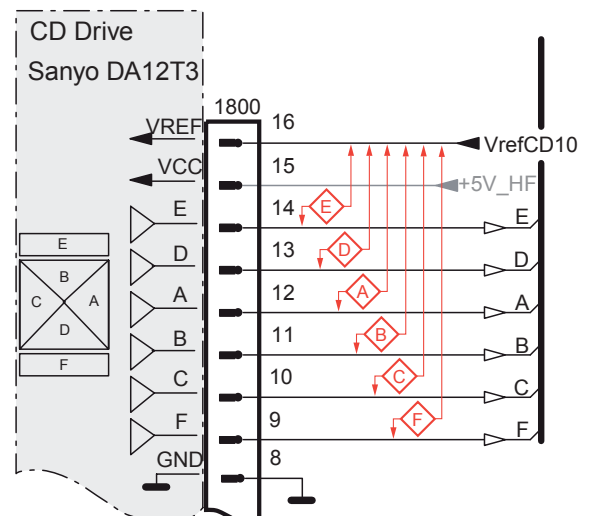 CD Drive
Sanyo DA12T3
1800
VREF 16 VrefCD10
VCC 15 +5V_HF
E 14 E E
D 13 D D
A 12 A A
B 11 B B
C 10 C C
F 9 F F
GND 8
E
B
C A
D
F